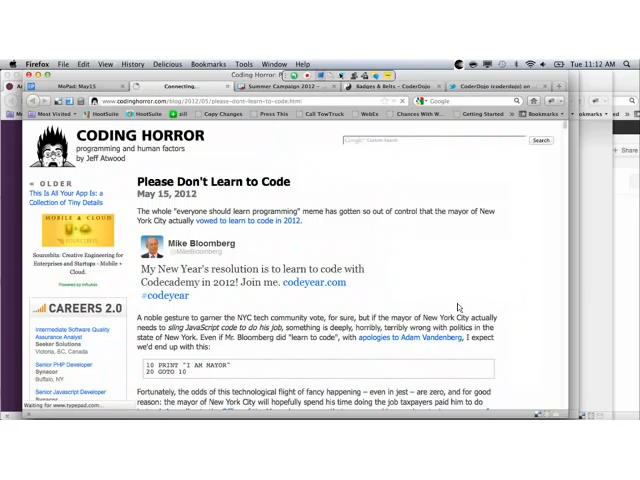 Firefox File Edit View History Delicious Bookmarks Tools Window Help Tue 11:12 AM
Coding Horror: P
MoPad: May15 Connecting... Summer Campaign 2012 – Badges & Belts – CoderDojo CoderDojo (coderdojo) on ...
www.codinghorror.com/blog/2012/05/please-dont-learn-to-code.html Google
Most Visited HootSuite HootSuite zill Copy Changes Press This Call TowTruck WebEx Chances Getting Started Bookmarks
CODING HORROR
programming and human factors
by Jeff Atwood
Google Custom Search Search
Share
« OLDER
This Is All Your App Is: a
Collection of Tiny Details
MOBILE & CLOUD
Sourcebits: Creative Engineering for
Enterprises and Startups - Mobile +
Cloud.
CAREERS 2.0
Intermediate Software Quality
Assurance Analyst
Seeker Solutions
Victoria, BC, Canada
Senior PHP Developer
Synacor
Buffalo, NY
Senior Javascript Developer
Synacor
Waiting for www.typepad.com...
Please Don't Learn to Code
May 15, 2012
The whole "everyone should learn programming" meme has gotten so out of control that the mayor of New
York City actually vowed to learn to code in 2012.
Mike Bloomberg
@MikeBloomberg
My New Year's resolution is to learn to code with
Codecademy in 2012! Join me. codeyear.com
#codeyear
A noble gesture to garner the NYC tech community vote, for sure, but if the mayor of New York City actually
needs to sling JavaScript code to do his job, something is deeply, horribly, terribly wrong with politics in the
state of New York. Even if Mr. Bloomberg did "learn to code", with apologies to Adam Vandenberg, I expect
we'd end up with this:
10 PRINT "I AM MAYOR"
20 GOTO 10
Fortunately, the odds of this technological flight of fancy happening – even in jest – are zero, and for good
reason: the mayor of New York City will hopefully spend his time doing the job taxpayers paid him to do